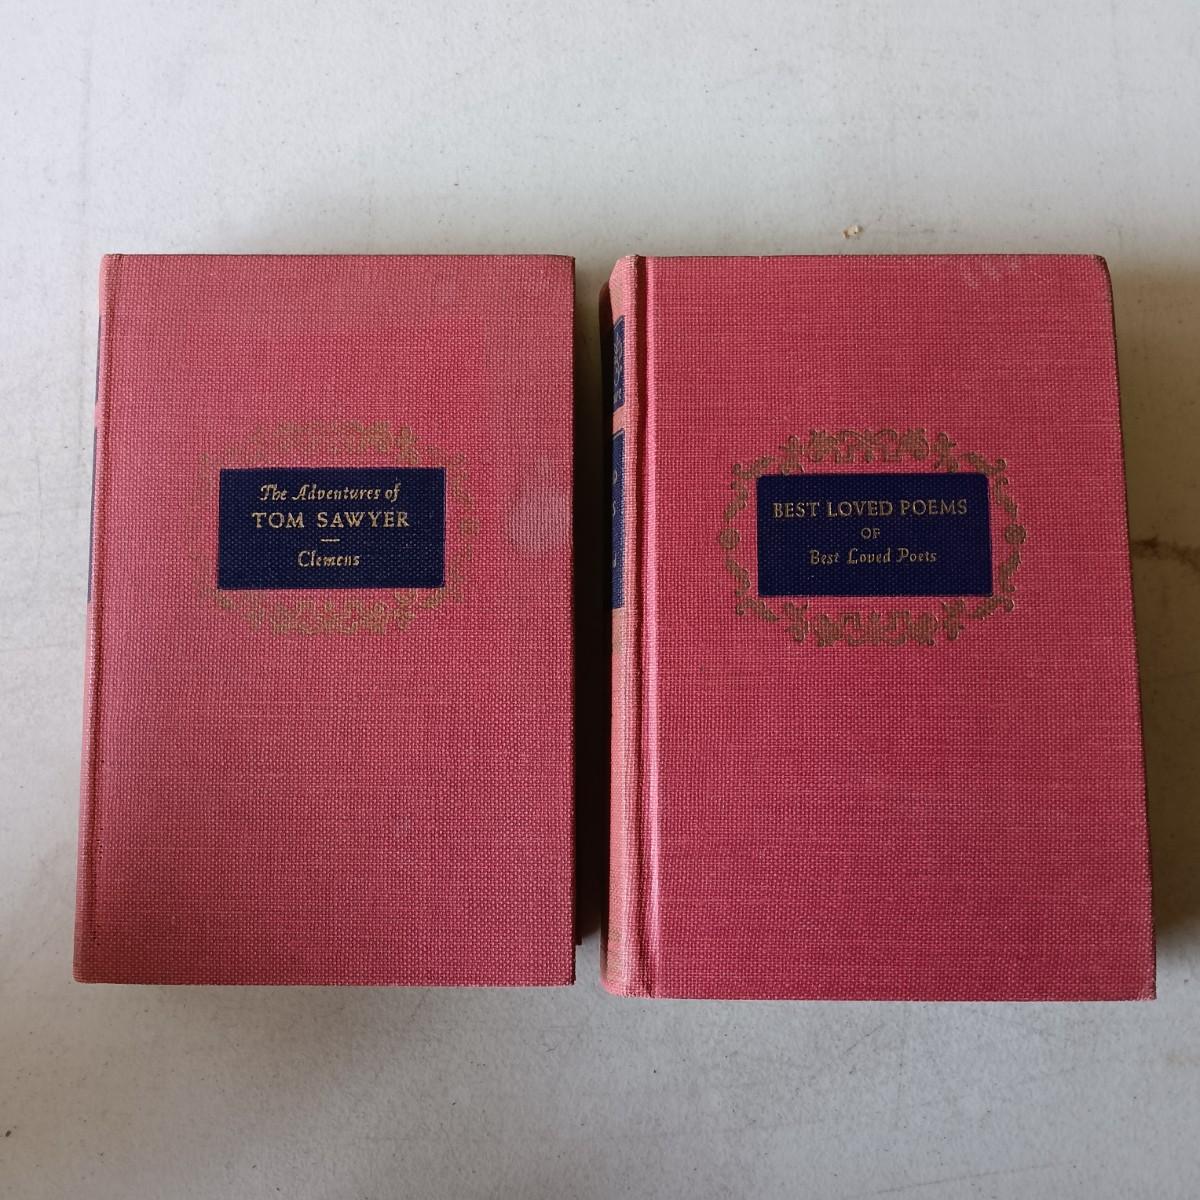 The Adventures of
TOM SAWYER
Clemens
BEST LOVED POEMS
OF
Best Loved Poets